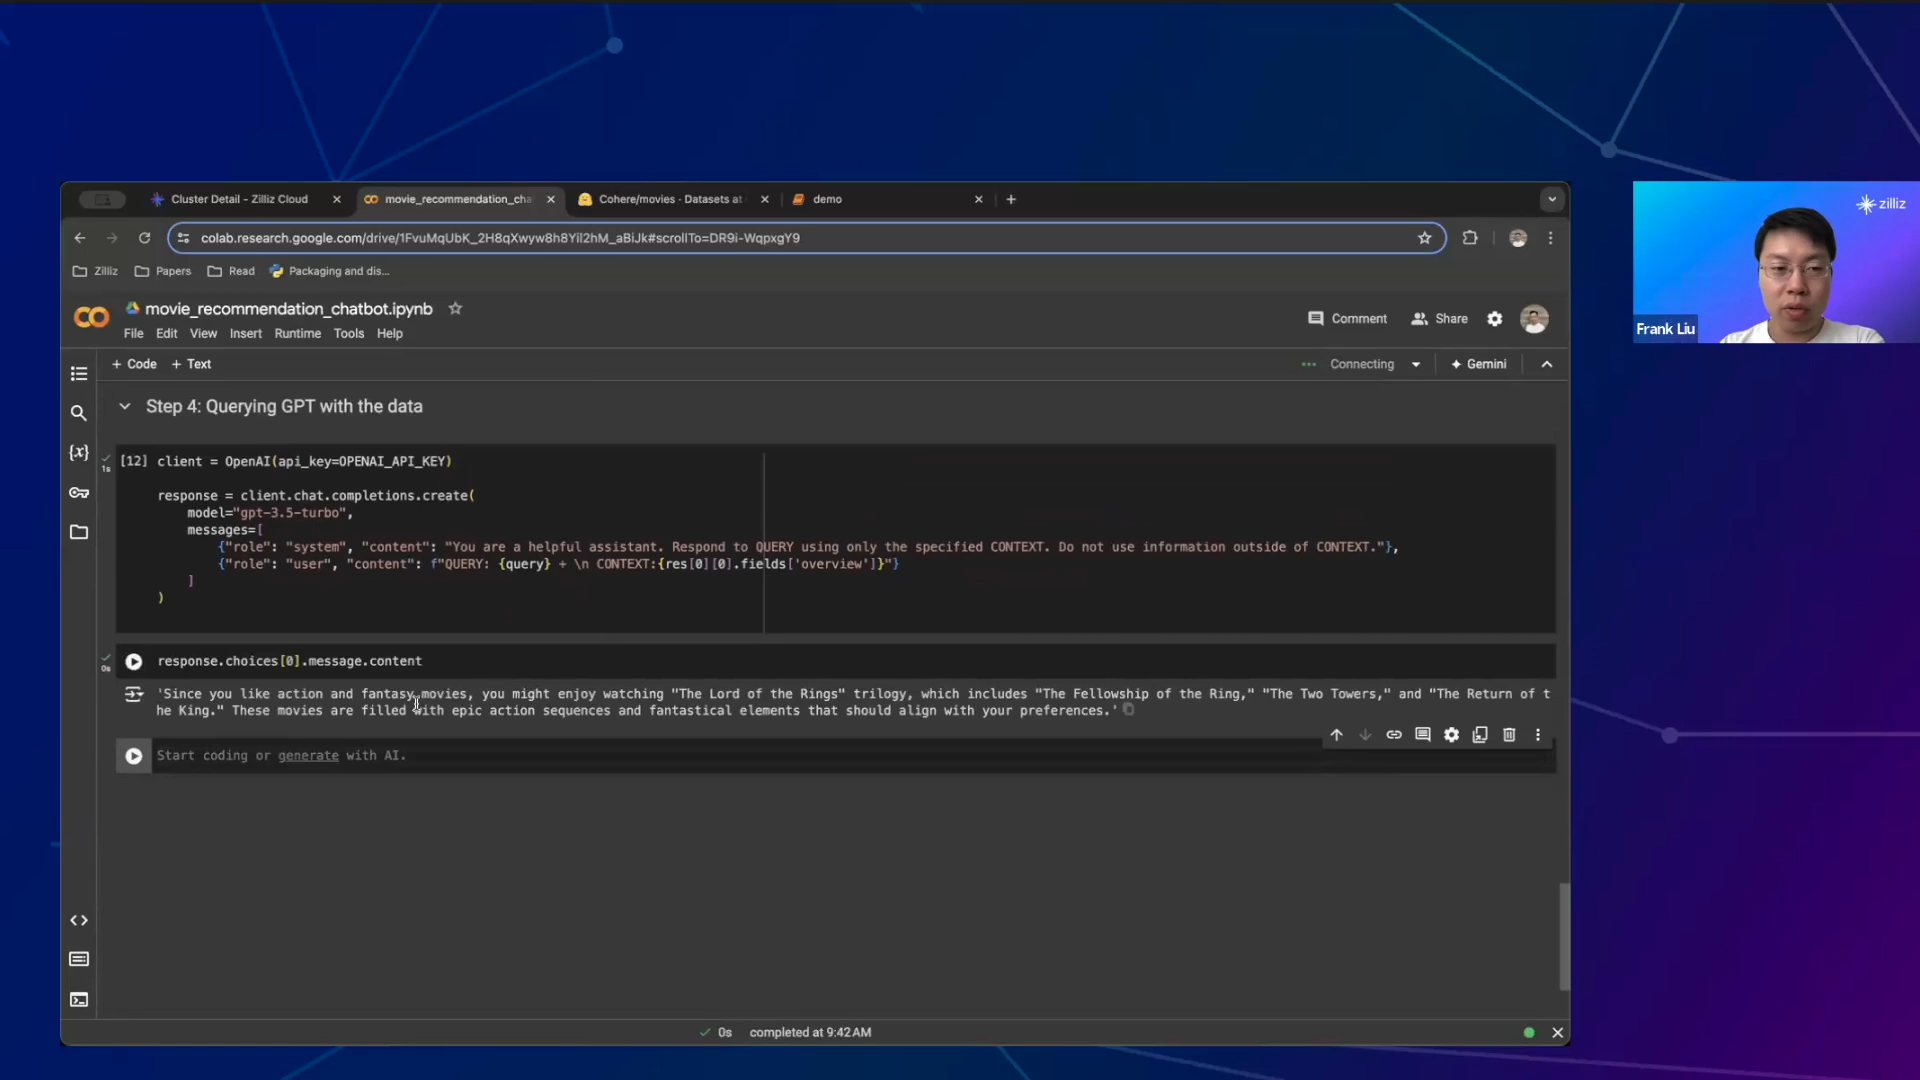 Cluster Detail - Zilliz Cloud
movie_recommendation_cha
Cohere/movies · Datasets at
demo
colab.research.google.com/drive/1FvuMqUbK_2H8qXwyw8h8Yil2hM_aBiJk#scrollTo=DR9i-WqpxgY9
Zilliz
Papers
Read
Packaging and dis...
zilliz
Frank Liu
movie_recommendation_chatbot.ipynb
File Edit View Insert Runtime Tools Help
Comment
Share
+ Code + Text
Connecting
Gemini
Step 4: Querying GPT with the data
1s
[12] client = OpenAI(api_key=OPENAI_API_KEY)
response = client.chat.completions.create(
model="gpt-3.5-turbo",
messages=[
{"role": "system", "content": "You are a helpful assistant. Respond to QUERY using only the specified CONTEXT. Do not use information outside of CONTEXT."},
{"role": "user", "content": f"QUERY: {query} + \n CONTEXT:{res[0][0].fields['overview']}"}
]
)
0s
response.choices[0].message.content
'Since you like action and fantasy movies, you might enjoy watching "The Lord of the Rings" trilogy, which includes "The Fellowship of the Ring," "The Two Towers," and "The Return of t
he King." These movies are filled with epic action sequences and fantastical elements that should align with your preferences.'
Start coding or generate with AI.
0s completed at 9:42 AM